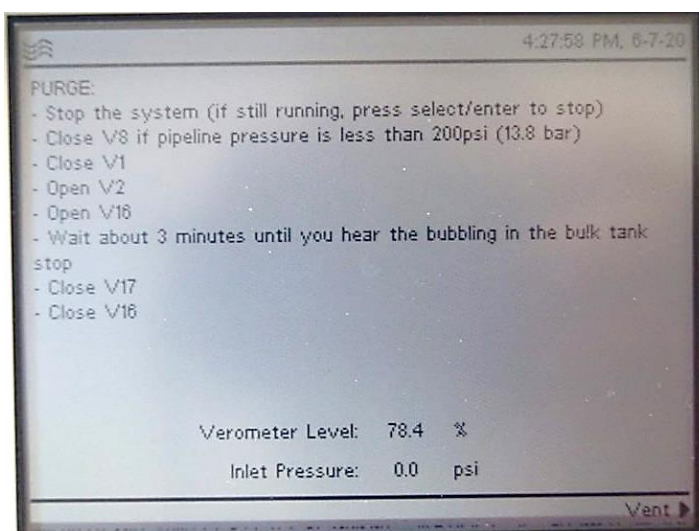 4:27:58 PM, 6-7-20
PURGE:
- Stop the system (if still running, press select/enter to stop)
- Close V8 if pipeline pressure is less than 200psi (13.8 bar)
- Close V1
- Open V2
- Open V16
- Wait about 3 minutes until you hear the bubbling in the bulk tank
stop
- Close V17
- Close V16
Verometer Level: 78.4 %
Inlet Pressure: 0.0 psi
Vent